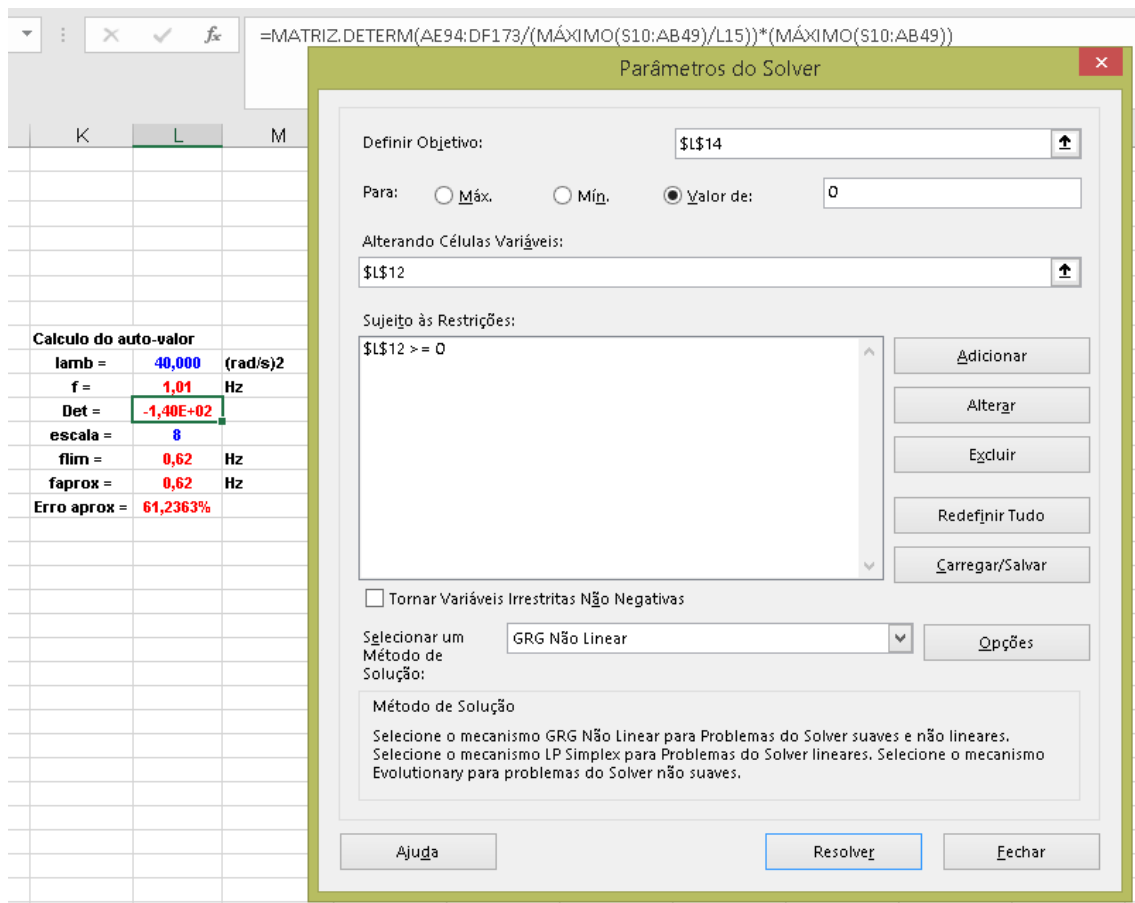 =MATRIZ.DETERM(AE94:DF173/(MÁXIMO(S10:AB49)/L15))*(MÁXIMO(S10:AB49))
fx
K L M
Calculo do auto-valor
lamb = 40,000 (rad/s)2
f = 1,01 Hz
Det = -1,40E+02
escala = 8
flim = 0,62 Hz
faprox = 0,62 Hz
Erro aprox = 61,2363%
Parâmetros do Solver
Definir Objetivo: $L$14
Para: Máx. Mín. Valor de: 0
Alterando Células Variáveis:
$L$12
Sujeito às Restrições:
$L$12 >= 0
Adicionar
Alterar
Excluir
Redefinir Tudo
Carregar/Salvar
Tornar Variáveis Irrestritas Não Negativas
Selecionar um
Método de
Solução:
GRG Não Linear
Opções
Método de Solução
Selecione o mecanismo GRG Não Linear para Problemas do Solver suaves e não lineares.
Selecione o mecanismo LP Simplex para Problemas do Solver lineares. Selecione o mecanismo
Evolutionary para problemas do Solver não suaves.
Ajuda
Resolver
Fechar